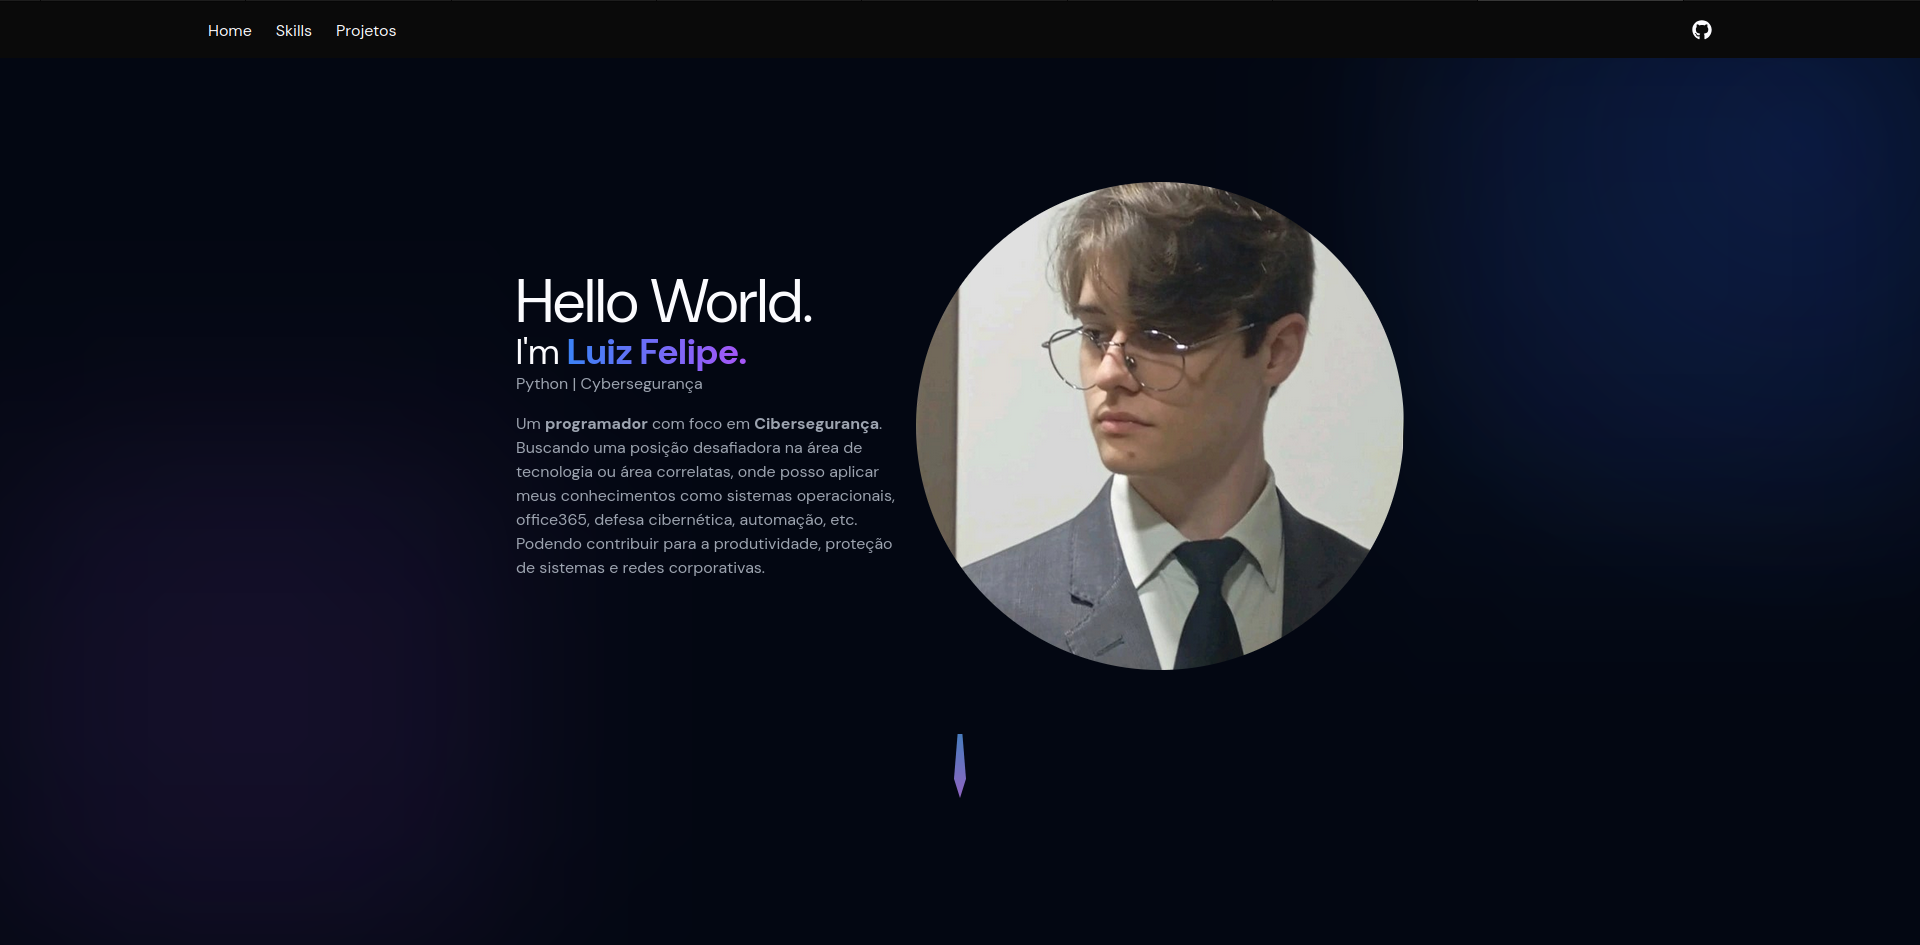 Home Skills Projetos
Hello World.
I'm Luiz Felipe.
Python | Cybersegurança
Um programador com foco em Cibersegurança.
Buscando uma posição desafiadora na área de
tecnologia ou área correlatas, onde posso aplicar
meus conhecimentos como sistemas operacionais,
office365, defesa cibernética, automação, etc.
Podendo contribuir para a produtividade, proteção
de sistemas e redes corporativas.